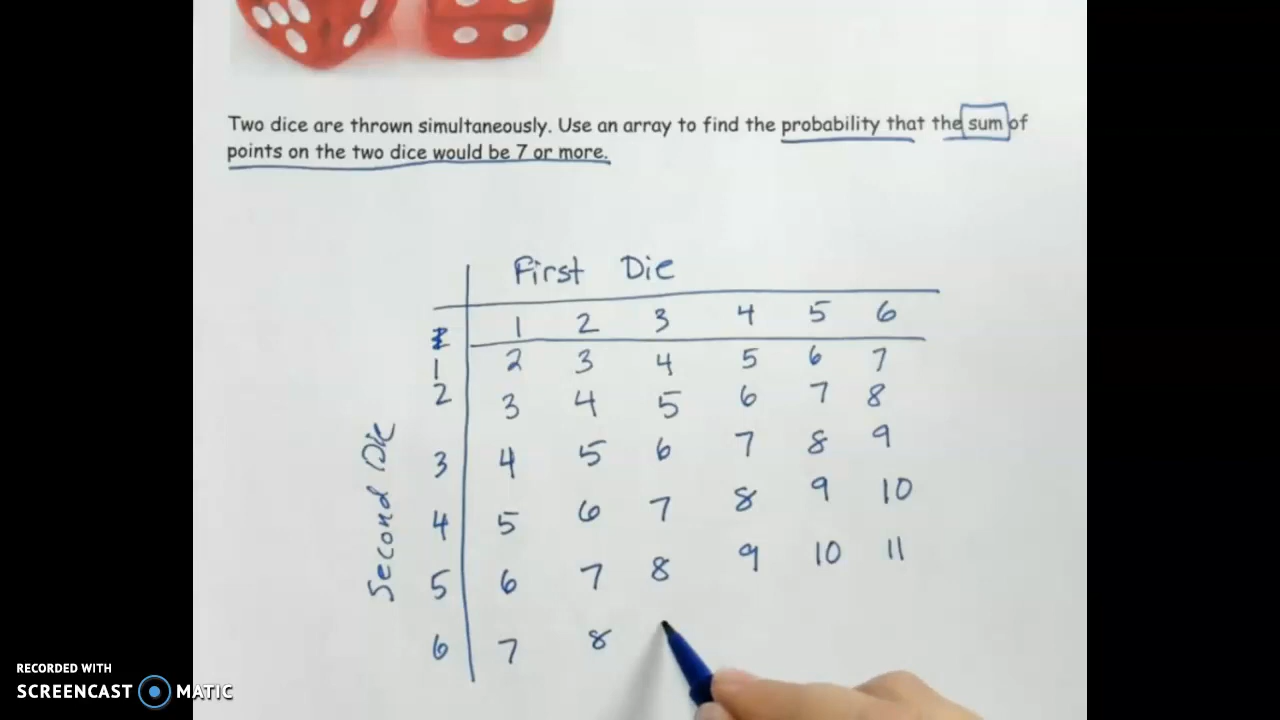 Two dice are thrown simultaneously. Use an array to find the probability that the sum of
points on the two dice would be 7 or more.
First Die
1 2 3 4 5 6
1 2 3 4 5 6 7
2 3 4 5 6 7 8
Second Die
3 4 5 6 7 8 9
4 5 6 7 8 9 10
5 6 7 8 9 10 11
6 7 8
RECORDED WITH
SCREENCAST MATIC